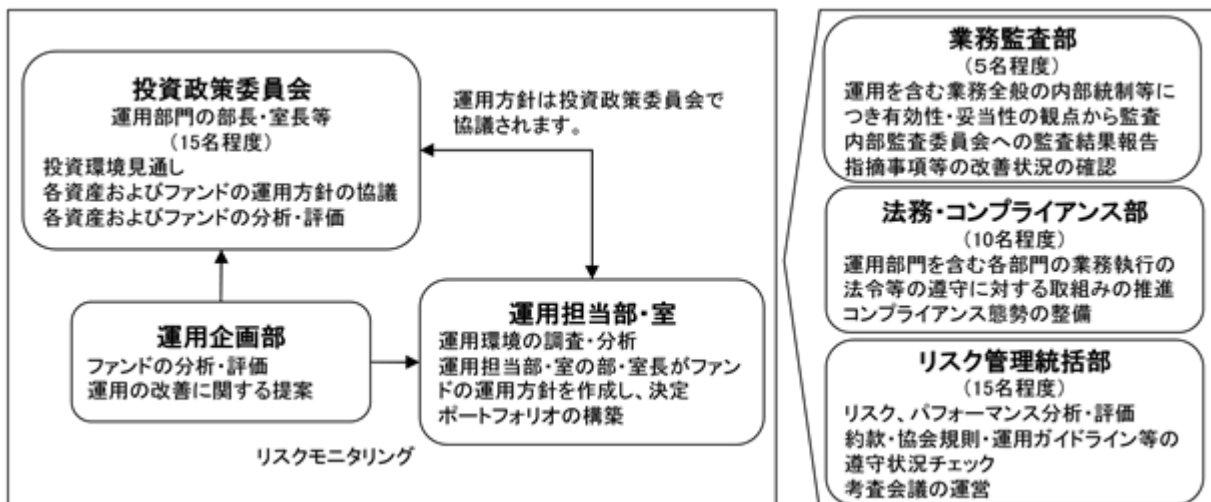 投資政策委員会
運用部門の部長・室長等
(15名程度)
投資環境見通し
各資産およびファンドの運用方針の協議
各資産およびファンドの分析・評価
運用方針は投資政策委員会で
協議されます。
運用企画部
ファンドの分析・評価
運用の改善に関する提案
運用担当部・室
運用環境の調査・分析
運用担当部・室の部・室長がファン
ドの運用方針を作成し、決定
ポートフォリオの構築
リスクモニタリング
業務監査部
(5名程度)
運用を含む業務全般の内部統制等に
つき有効性・妥当性の観点から監査
内部監査委員会への監査結果報告
指摘事項等の改善状況の確認
法務・コンプライアンス部
(10名程度)
運用部門を含む各部門の業務執行の
法令等の遵守に対する取組みの推進
コンプライアンス態勢の整備
リスク管理統括部
(15名程度)
リスク、パフォーマンス分析・評価
約款・協会規則・運用ガイドライン等の
遵守状況チェック
考査会議の運営